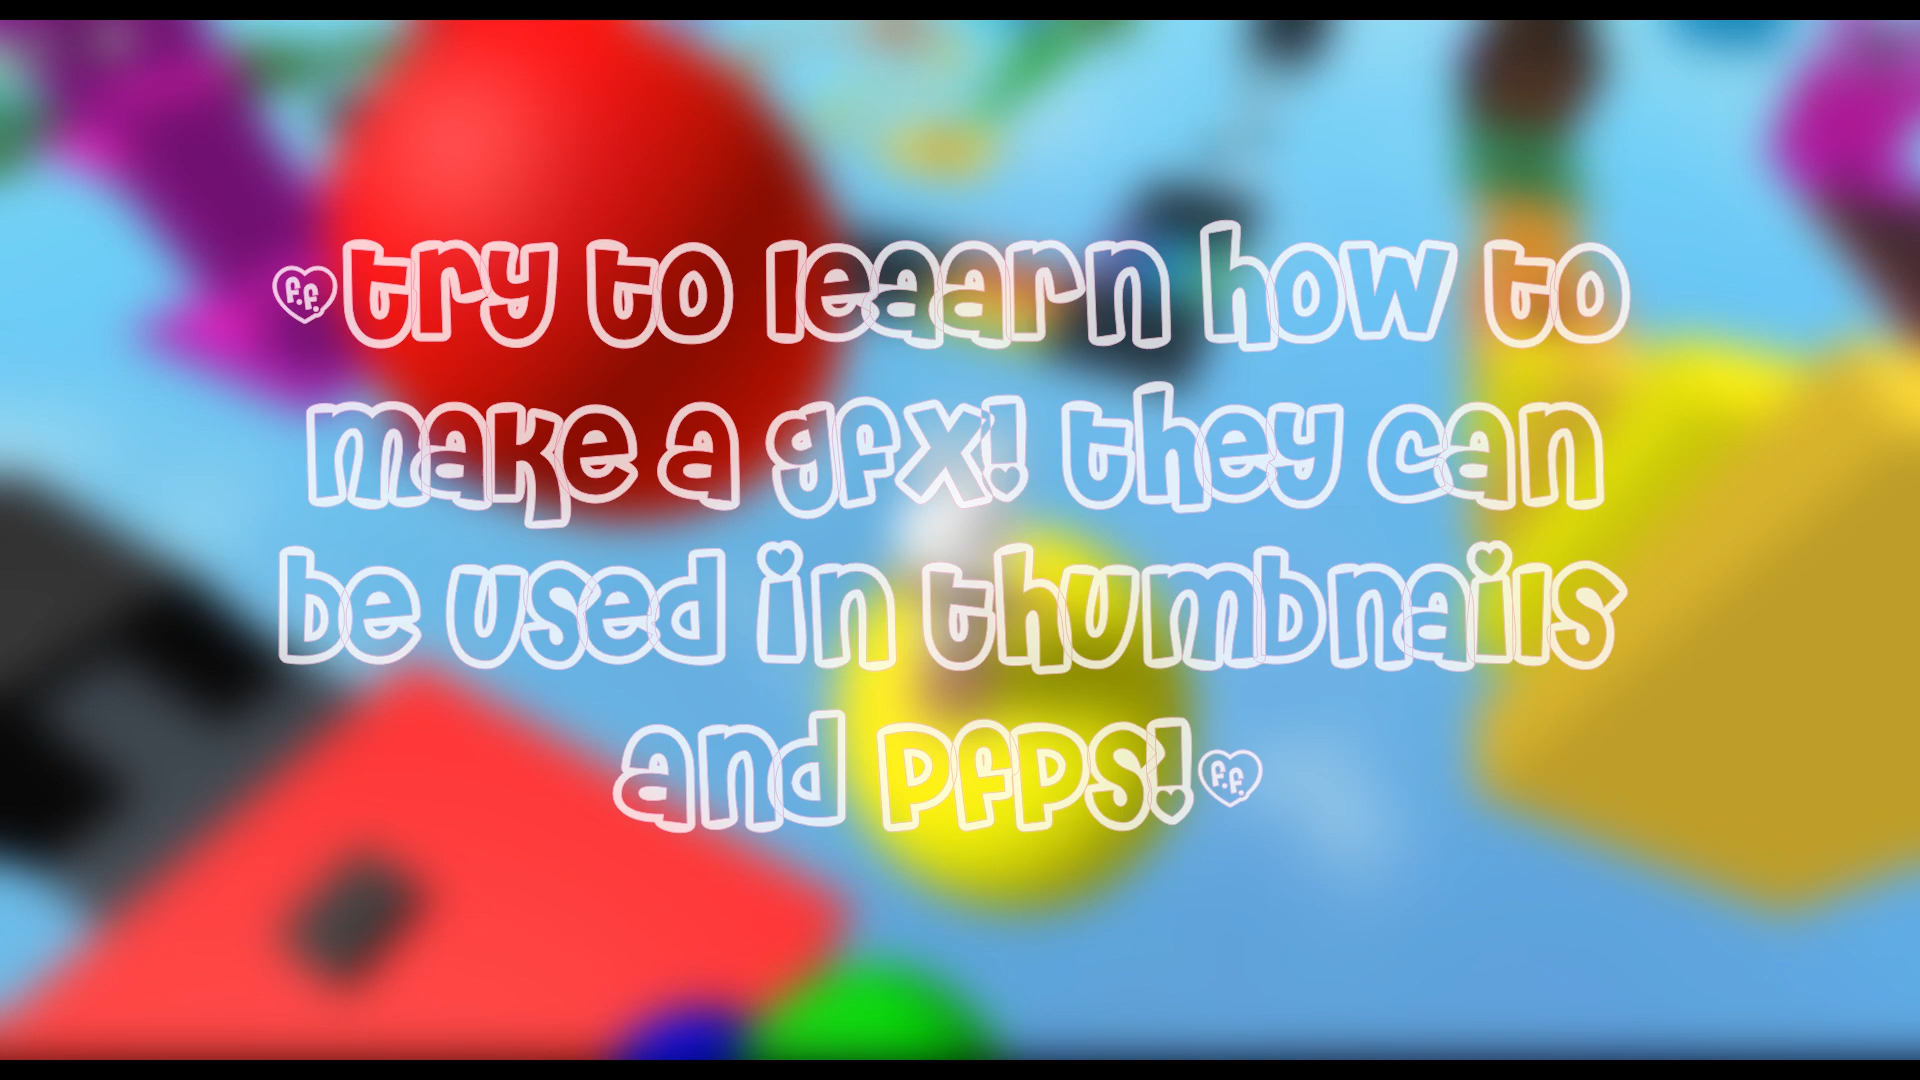 F.F. try to leaarn how to
make a gfx! they can
be used in thumbnails
and pfps! F.F.